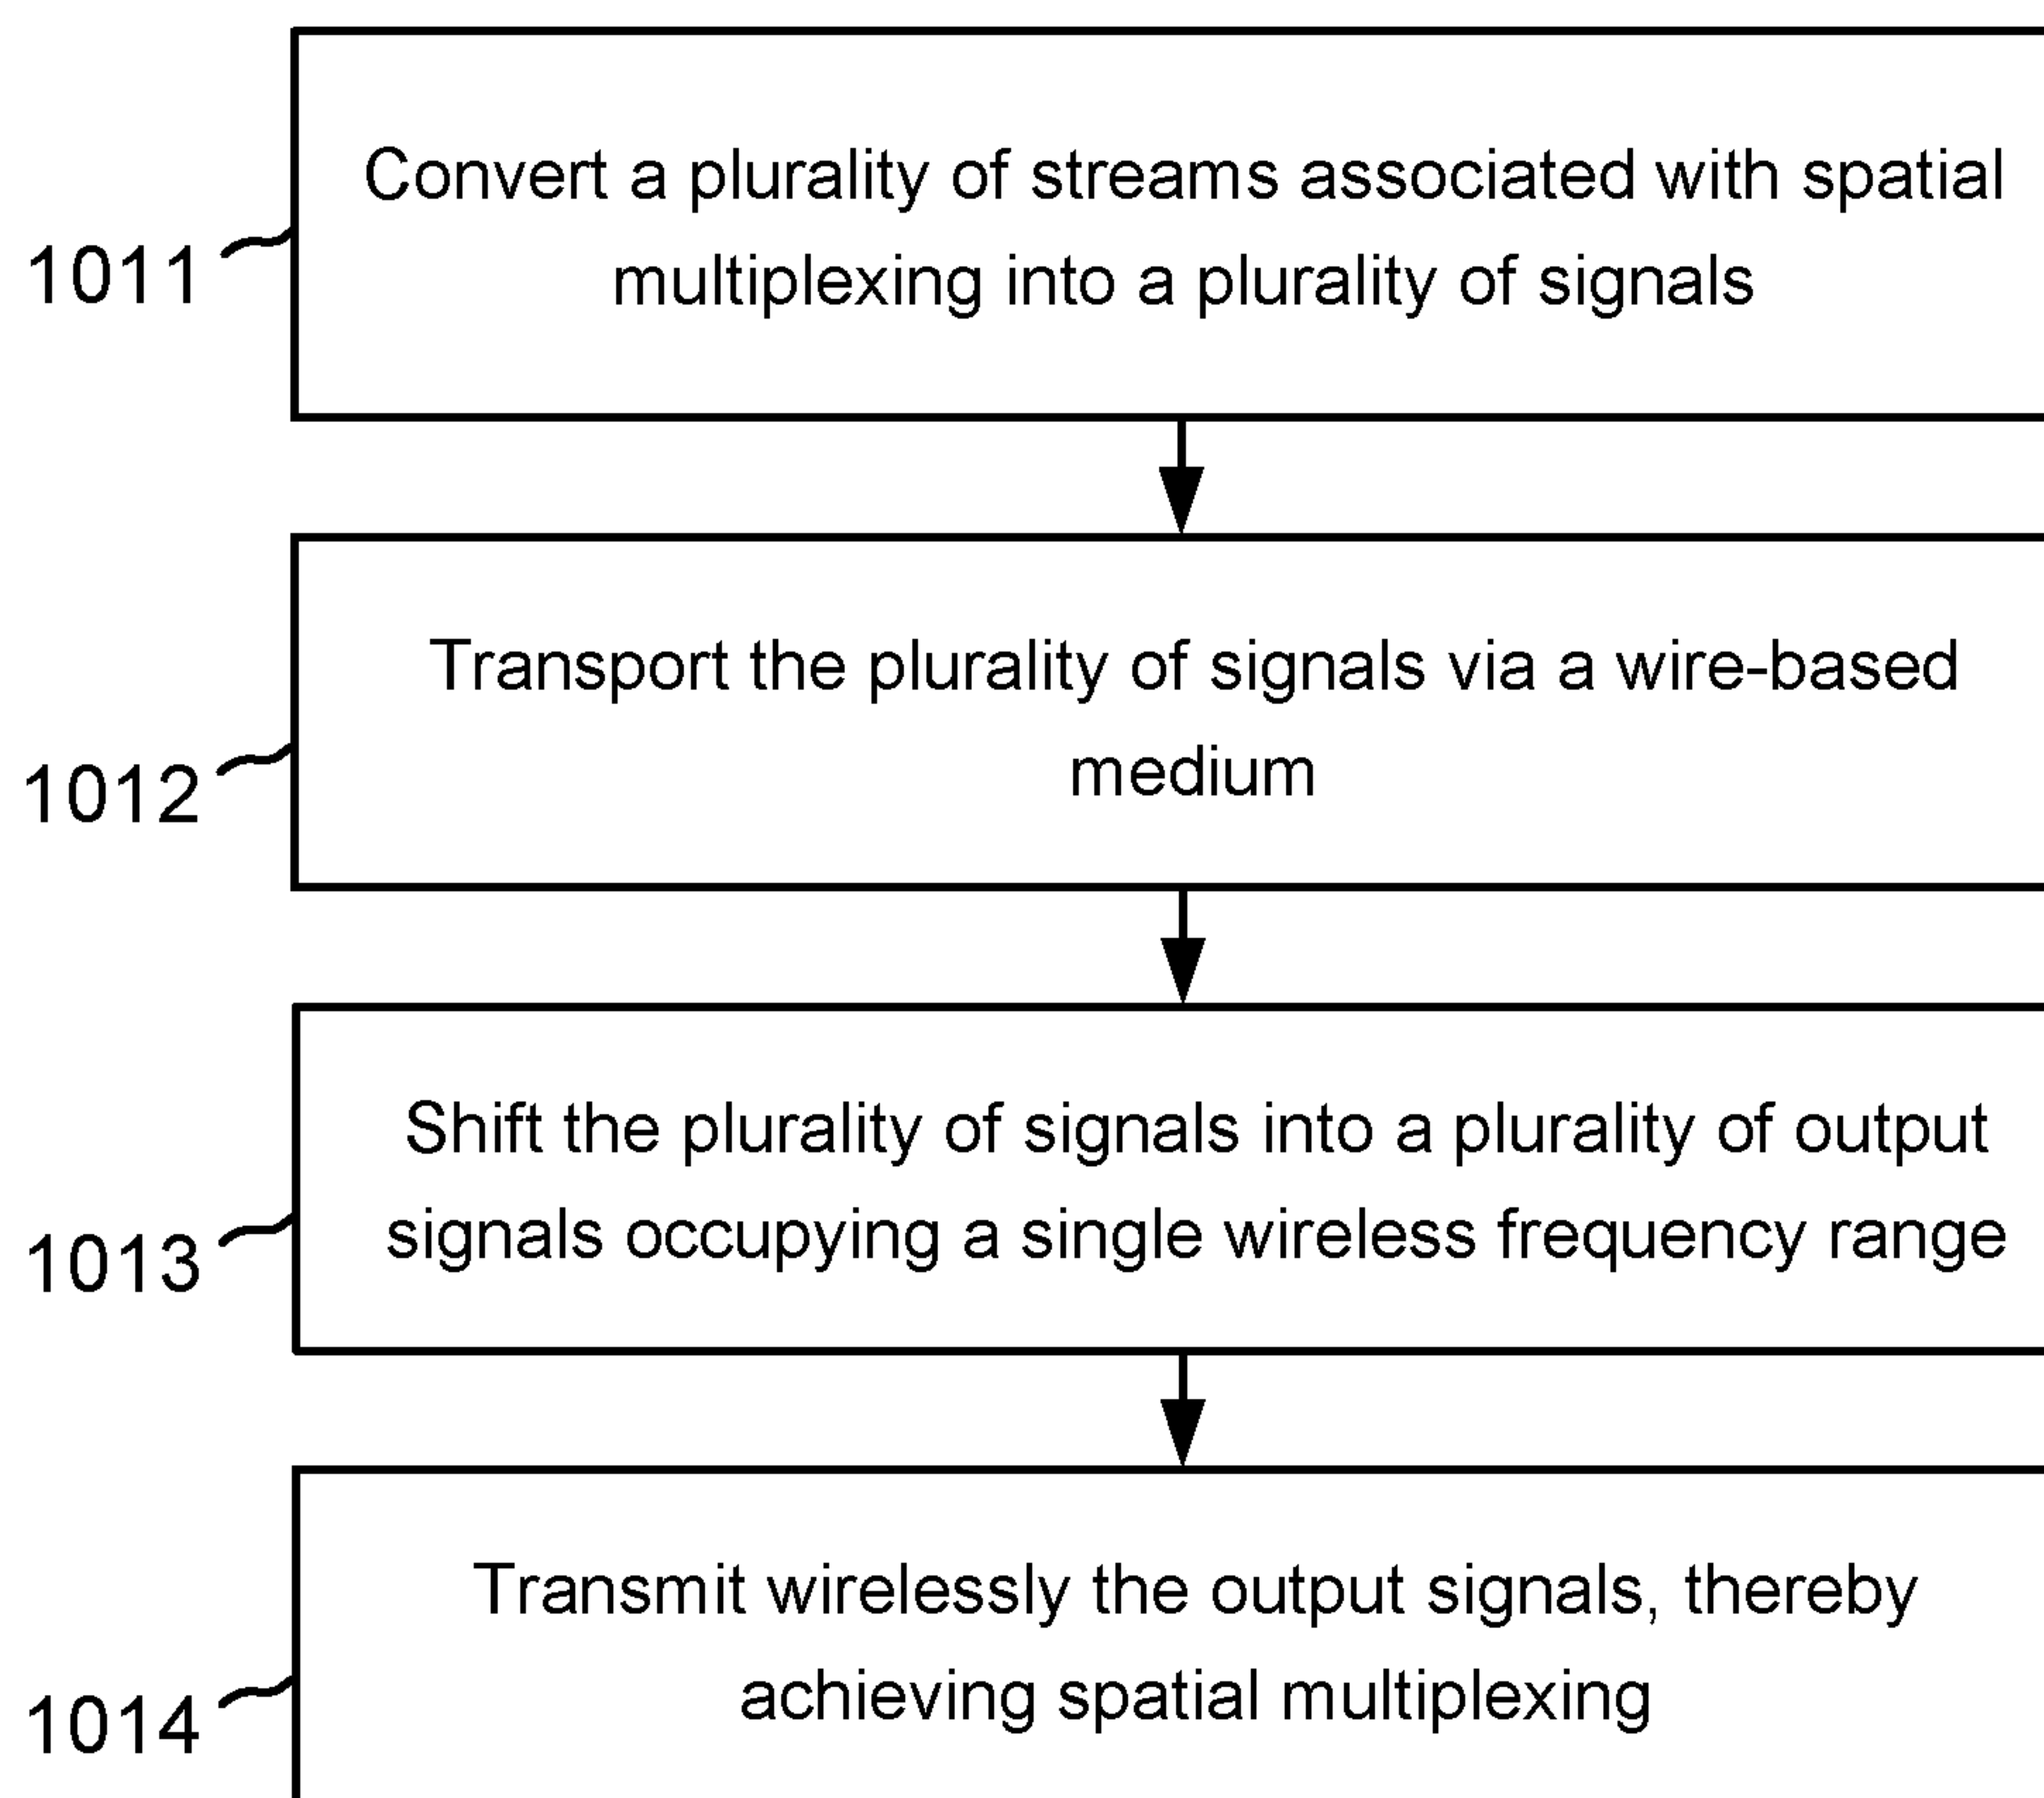 Convert a plurality of streams associated with spatial
multiplexing into a plurality of signals
1011
Transport the plurality of signals via a wire-based
medium
1012
Shift the plurality of signals into a plurality of output
signals occupying a single wireless frequency range
1013
Transmit wirelessly the output signals, thereby
achieving spatial multiplexing
1014